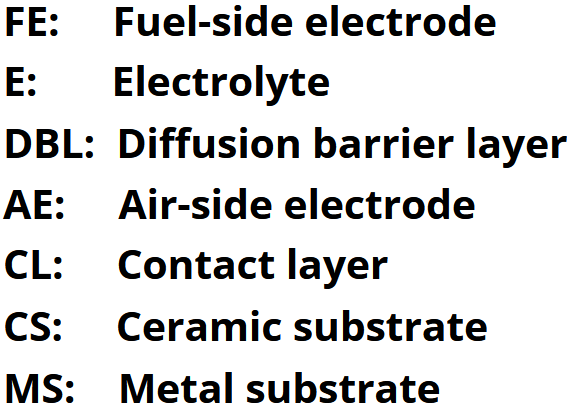 FE: Fuel-side electrode
E: Electrolyte
DBL: Diffusion barrier layer
AE: Air-side electrode
CL: Contact layer
CS: Ceramic substrate
MS: Metal substrate